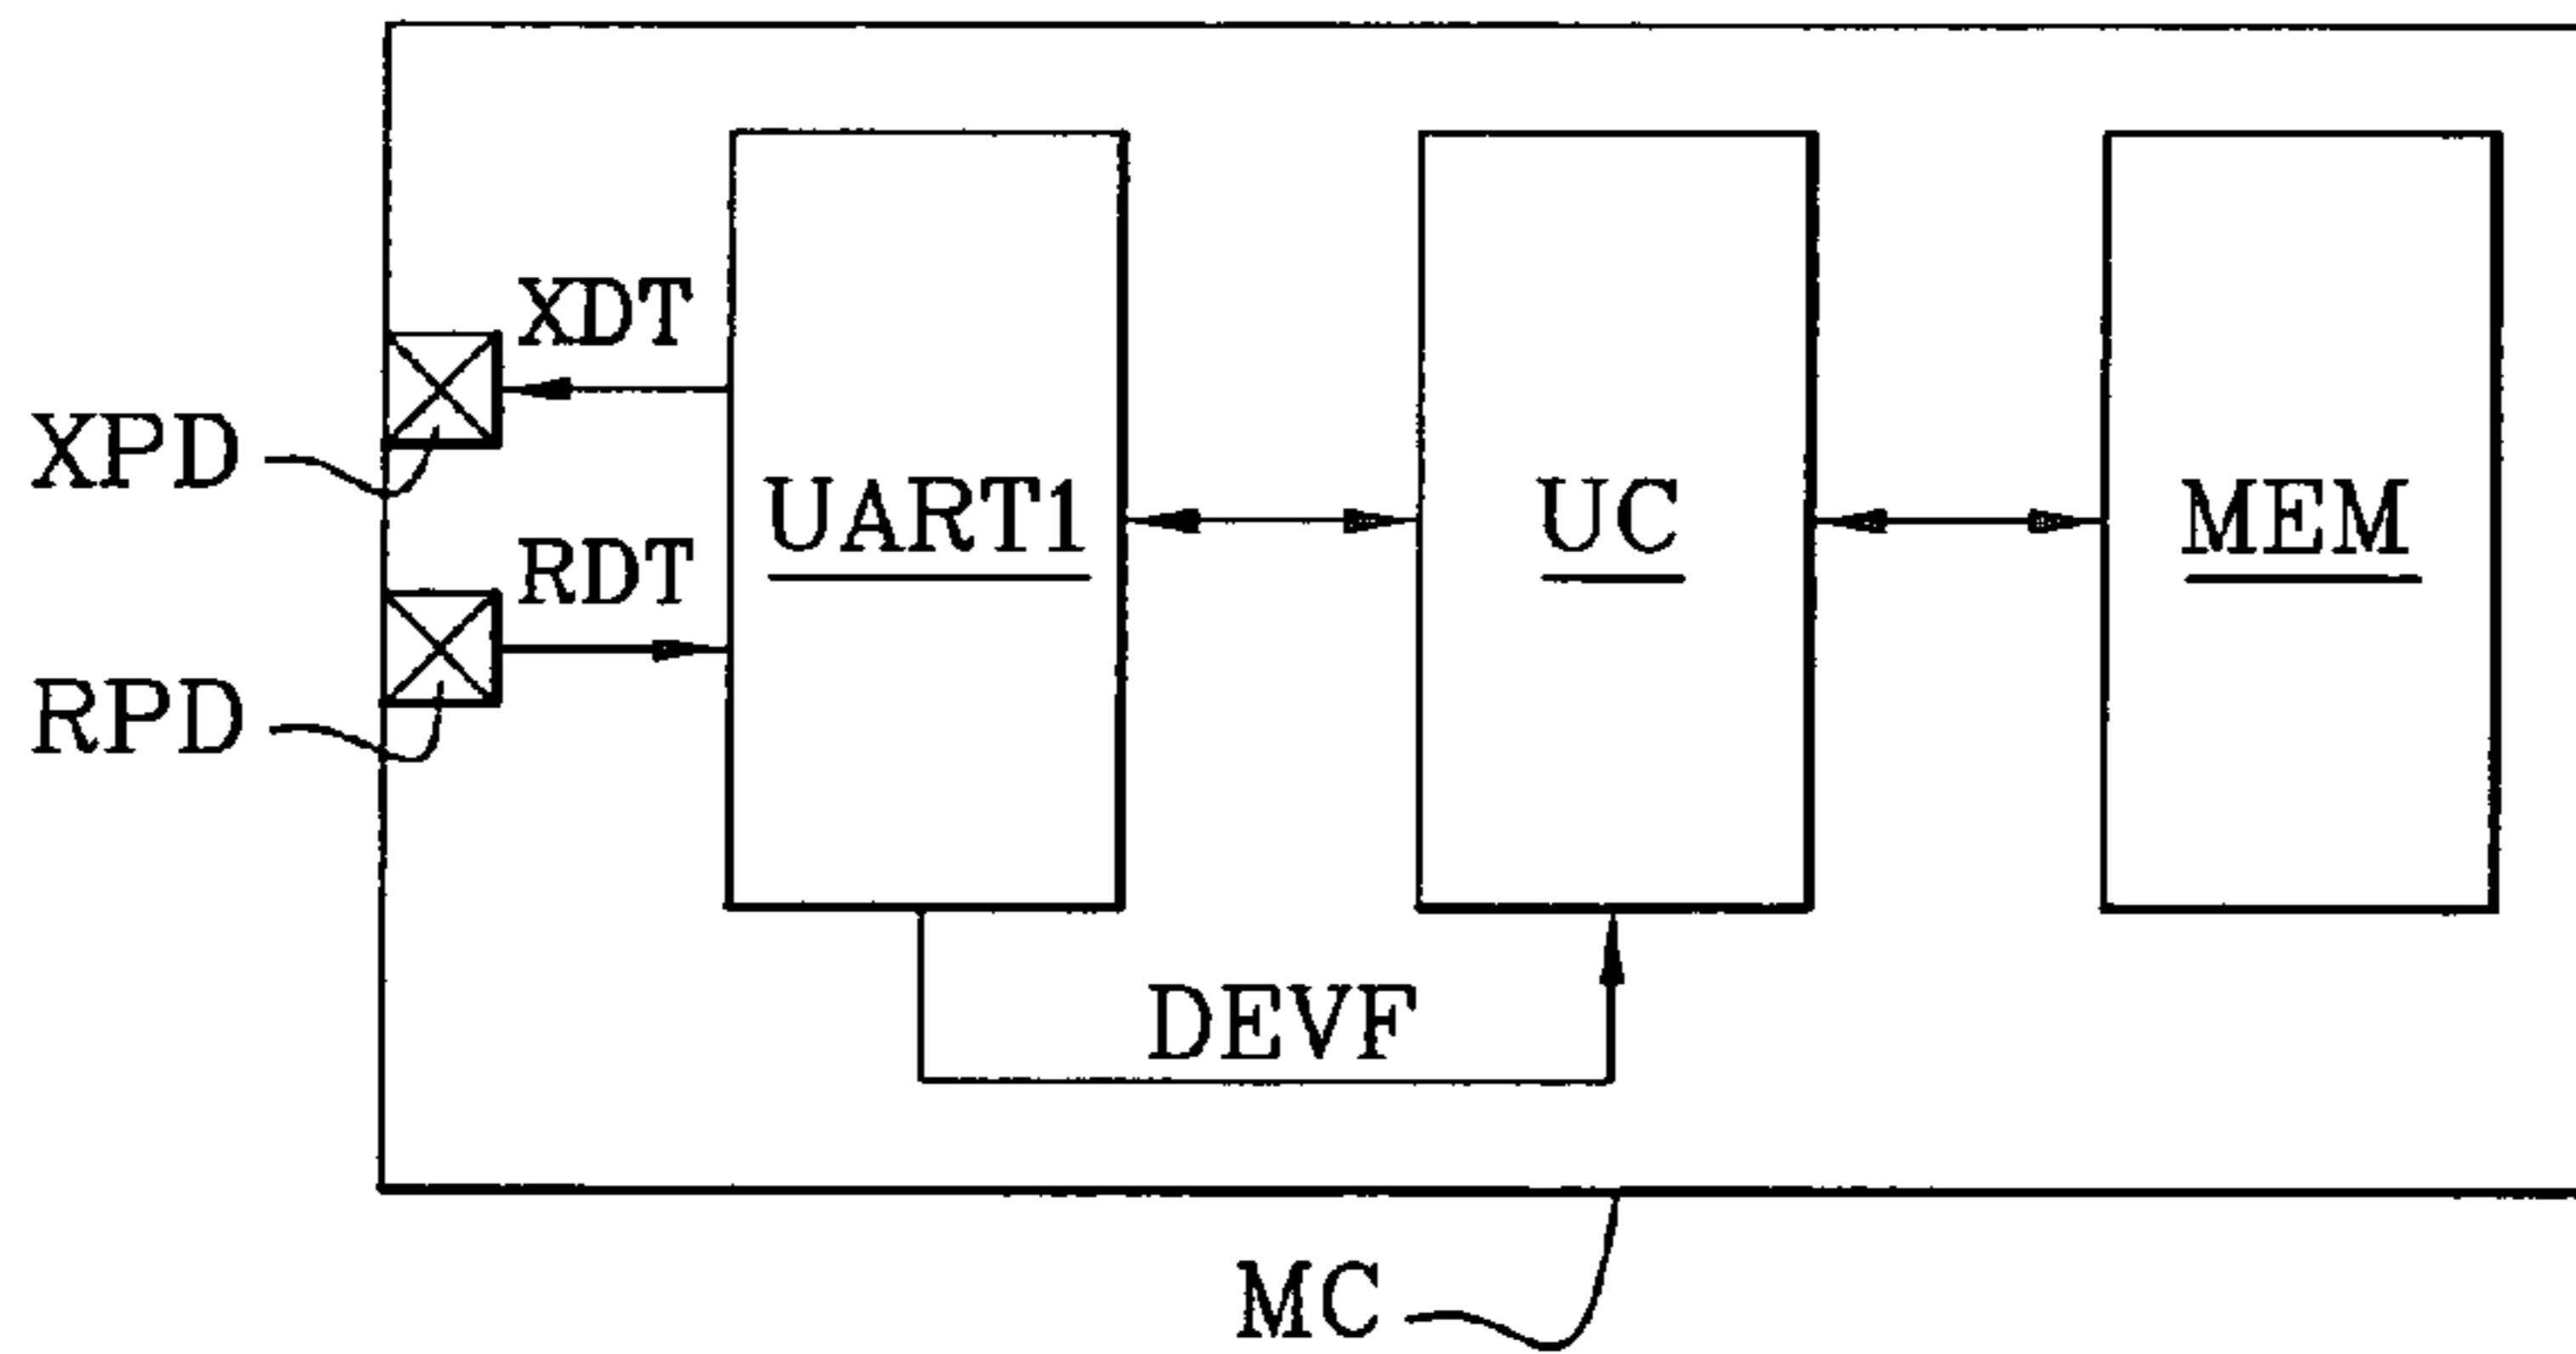 XDT
XPD
UART1
UC
MEM
RDT
RPD
DEVF
MC